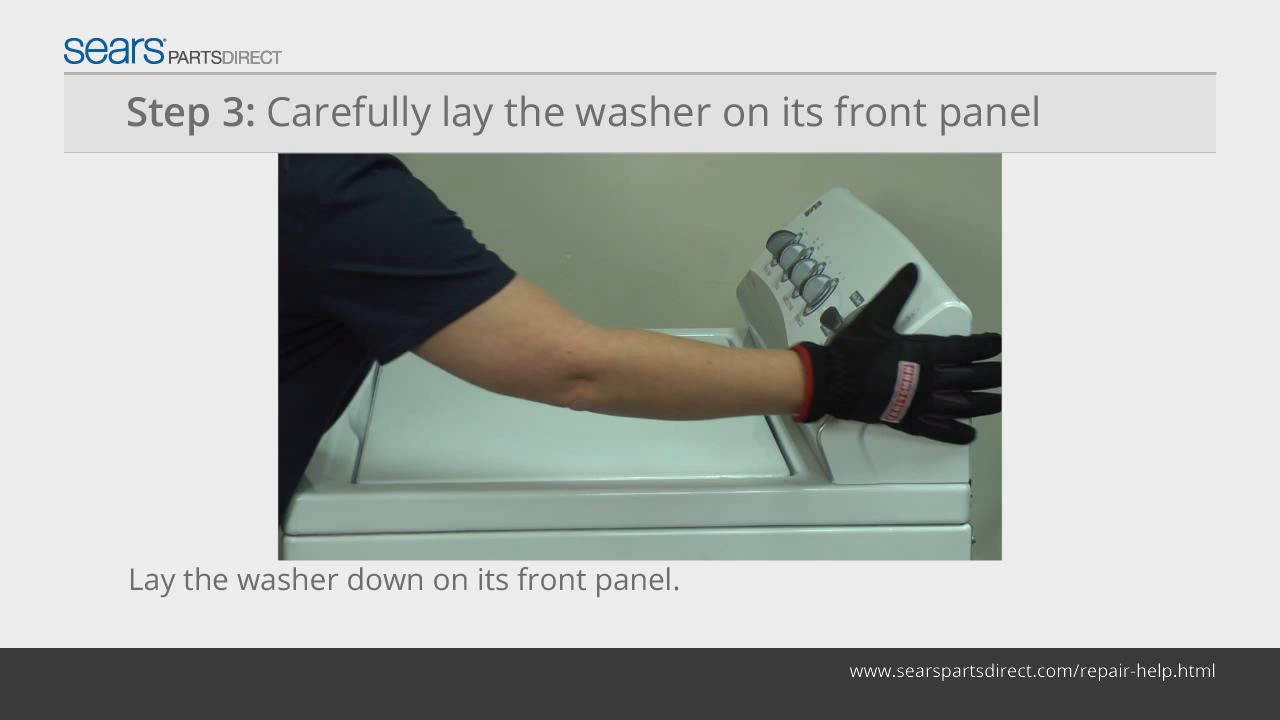 sears PARTSDIRECT
Step 3: Carefully lay the washer on its front panel
CRAFTSMAN
Lay the washer down on its front panel.
www.searspartsdirect.com/repair-help.html